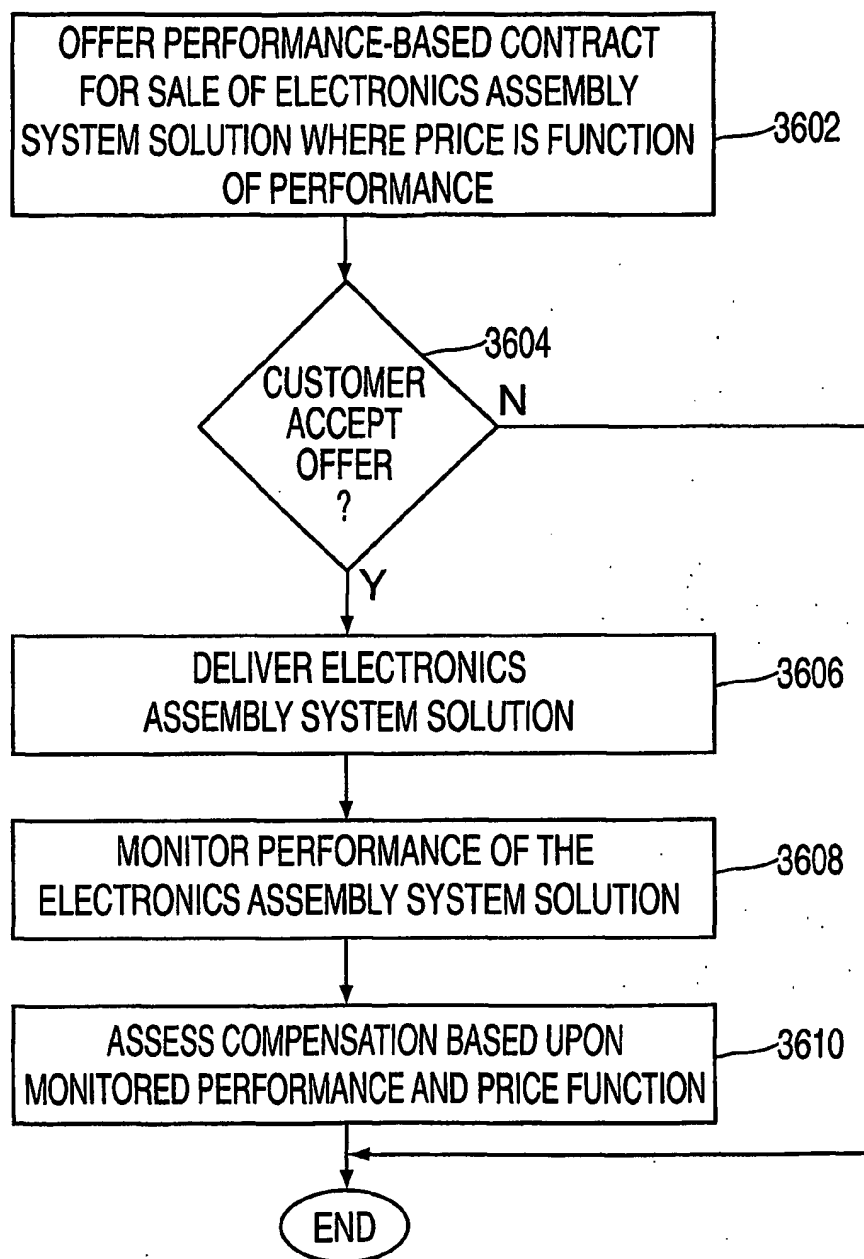 OFFER PERFORMANCE-BASED CONTRACT
FOR SALE OF ELECTRONICS ASSEMBLY
SYSTEM SOLUTION WHERE PRICE IS FUNCTION
OF PERFORMANCE
3602
3604
CUSTOMER
ACCEPT
OFFER
?
N
Y
DELIVER ELECTRONICS
ASSEMBLY SYSTEM SOLUTION
3606
MONITOR PERFORMANCE OF THE
ELECTRONICS ASSEMBLY SYSTEM SOLUTION
3608
ASSESS COMPENSATION BASED UPON
MONITORED PERFORMANCE AND PRICE FUNCTION
3610
END